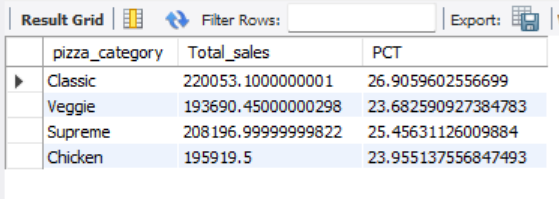 Result Grid Filter Rows: Export:
pizza_category Total_sales PCT
Classic 220053.1000000001 26.9059602556699
Veggie 193690.45000000298 23.682590927384783
Supreme 208196.99999999822 25.45631126009884
Chicken 195919.5 23.955137556847493